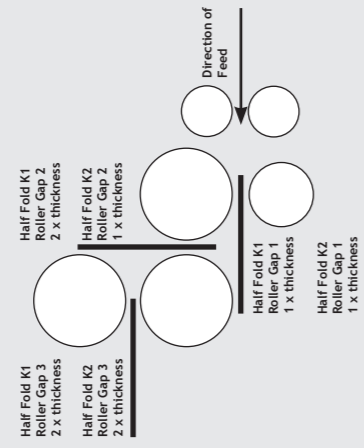 Half Fold K1
Roller Gap 3
2 x thickness
Half Fold K2
Roller Gap 3
2 x thickness
Half Fold K1
Roller Gap 2
2 x thickness
Half Fold K2
Roller Gap 2
1 x thickness
Half Fold K1
Roller Gap 1
1 x thickness
Half Fold K2
Roller Gap 1
1 x thickness
Direction of
Feed